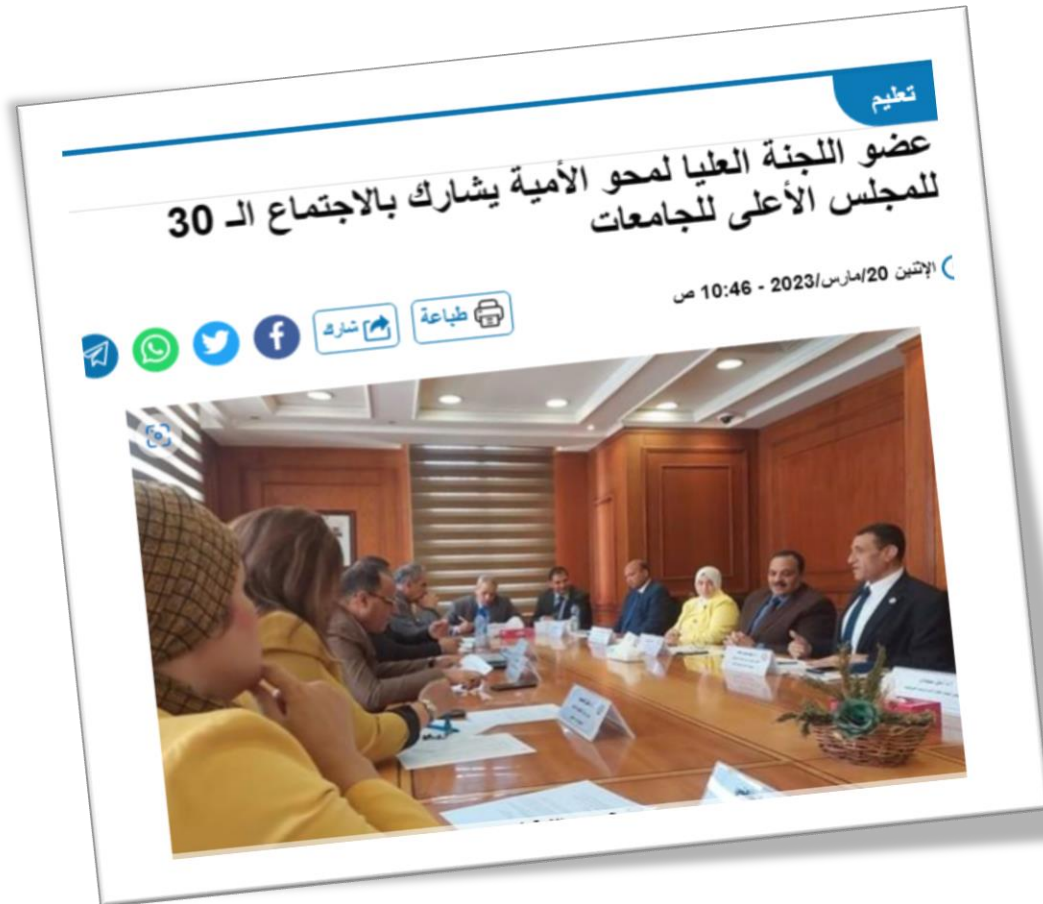 تعليم
عضو اللجنة العليا لمحو الأمية يشارك بالاجتماع الـ 30
للمجلس الأعلى للجامعات
الإثنين 20/مارس/2023 - 10:46 ص
طباعة
شارك